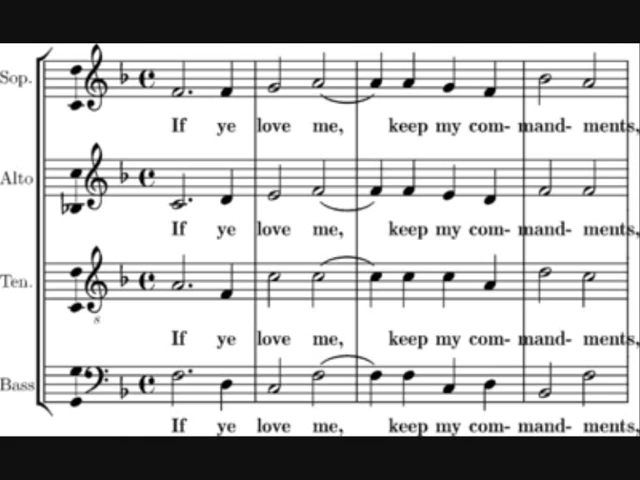 Sop.
If ye love me, keep my com- mand- ments,
Alto
If ye love me, keep my com- mand- ments,
Ten.
8
If ye love me, keep my com- mand- ments,
Bass
If ye love me, keep my com- mand- ments,